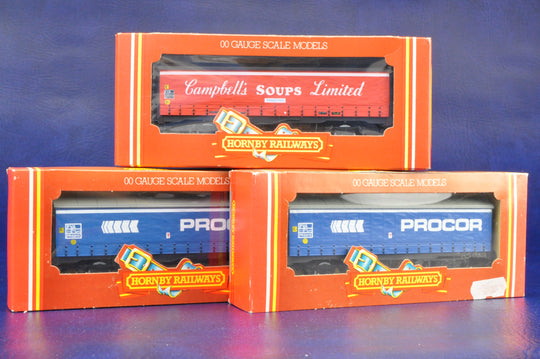 00 GAUGE SCALE MODELS
Campbell's SOUPS Limited
HORNBY RAILWAYS
00 GAUGE SCALE MODELS
PROC
HORNBY RAILWAYS
00 GAUGE SCALE MODELS
PROCOR
HORNBY RAILWAYS